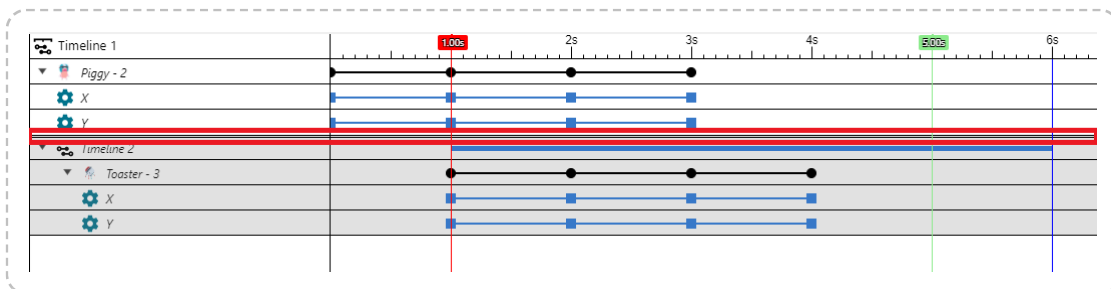 Timeline 1 1.00s 2s 3s 4s 5.00s 6s
Piggy - 2
X
Y
Timeline 2
Toaster - 3
X
Y